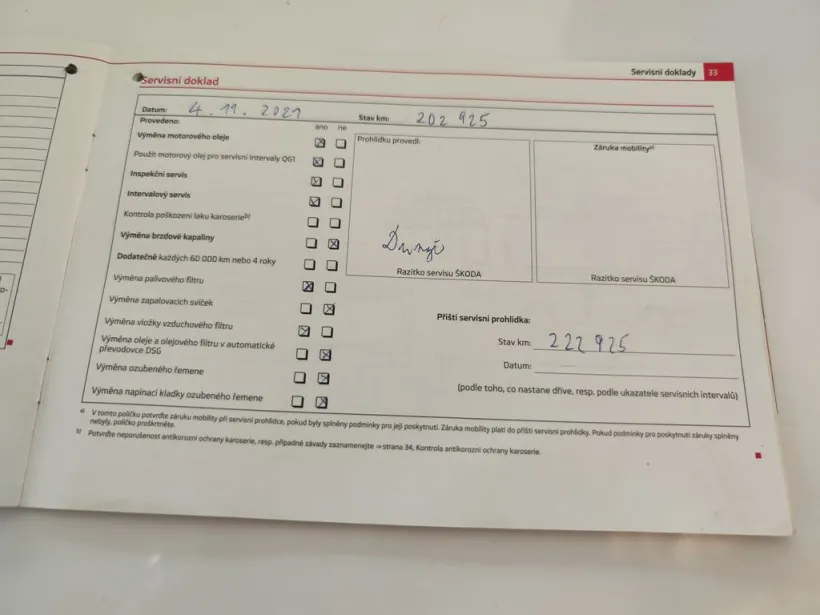 Servisní doklady 33
Servisní doklad
Datum: 4. 11. 2021 Stav km: 202 925
Provedeno: ano ne
Výměna motorového oleje
Použit motorový olej pro servisní intervaly QG1
Inspekční servis
Intervalový servis
Kontrola poškození laku karoserie b)
Výměna brzdové kapaliny
Dodatečně každých 60 000 km nebo 4 roky
Výměna palivového filtru
Výměna zapalovacích svíček
Výměna vložky vzduchového filtru
Výměna oleje a olejového filtru v automatické
převodovce DSG
Výměna ozubeného řemene
Výměna napínací kladky ozubeného řemene
Prohlídku provedl:
Razítko servisu ŠKODA
Záruka mobility a)
Razítko servisu ŠKODA
Příští servisní prohlídka:
Stav km: 222 925
Datum:
(podle toho, co nastane dříve, resp. podle ukazatele servisních intervalů)
a) V tomto políčku potvrďte záruku mobility při servisní prohlídce, pokud byly splněny podmínky pro její poskytnutí. Záruka mobility platí do příští servisní prohlídky. Pokud podmínky pro poskytnutí záruky splněny
nebyly, políčko proškrtněte.
b) Potvrďte neporušenost antikorozní ochrany karoserie, resp. případné závady zaznamenejte ⇒ strana 34, Kontrola antikorozní ochrany karoserie.